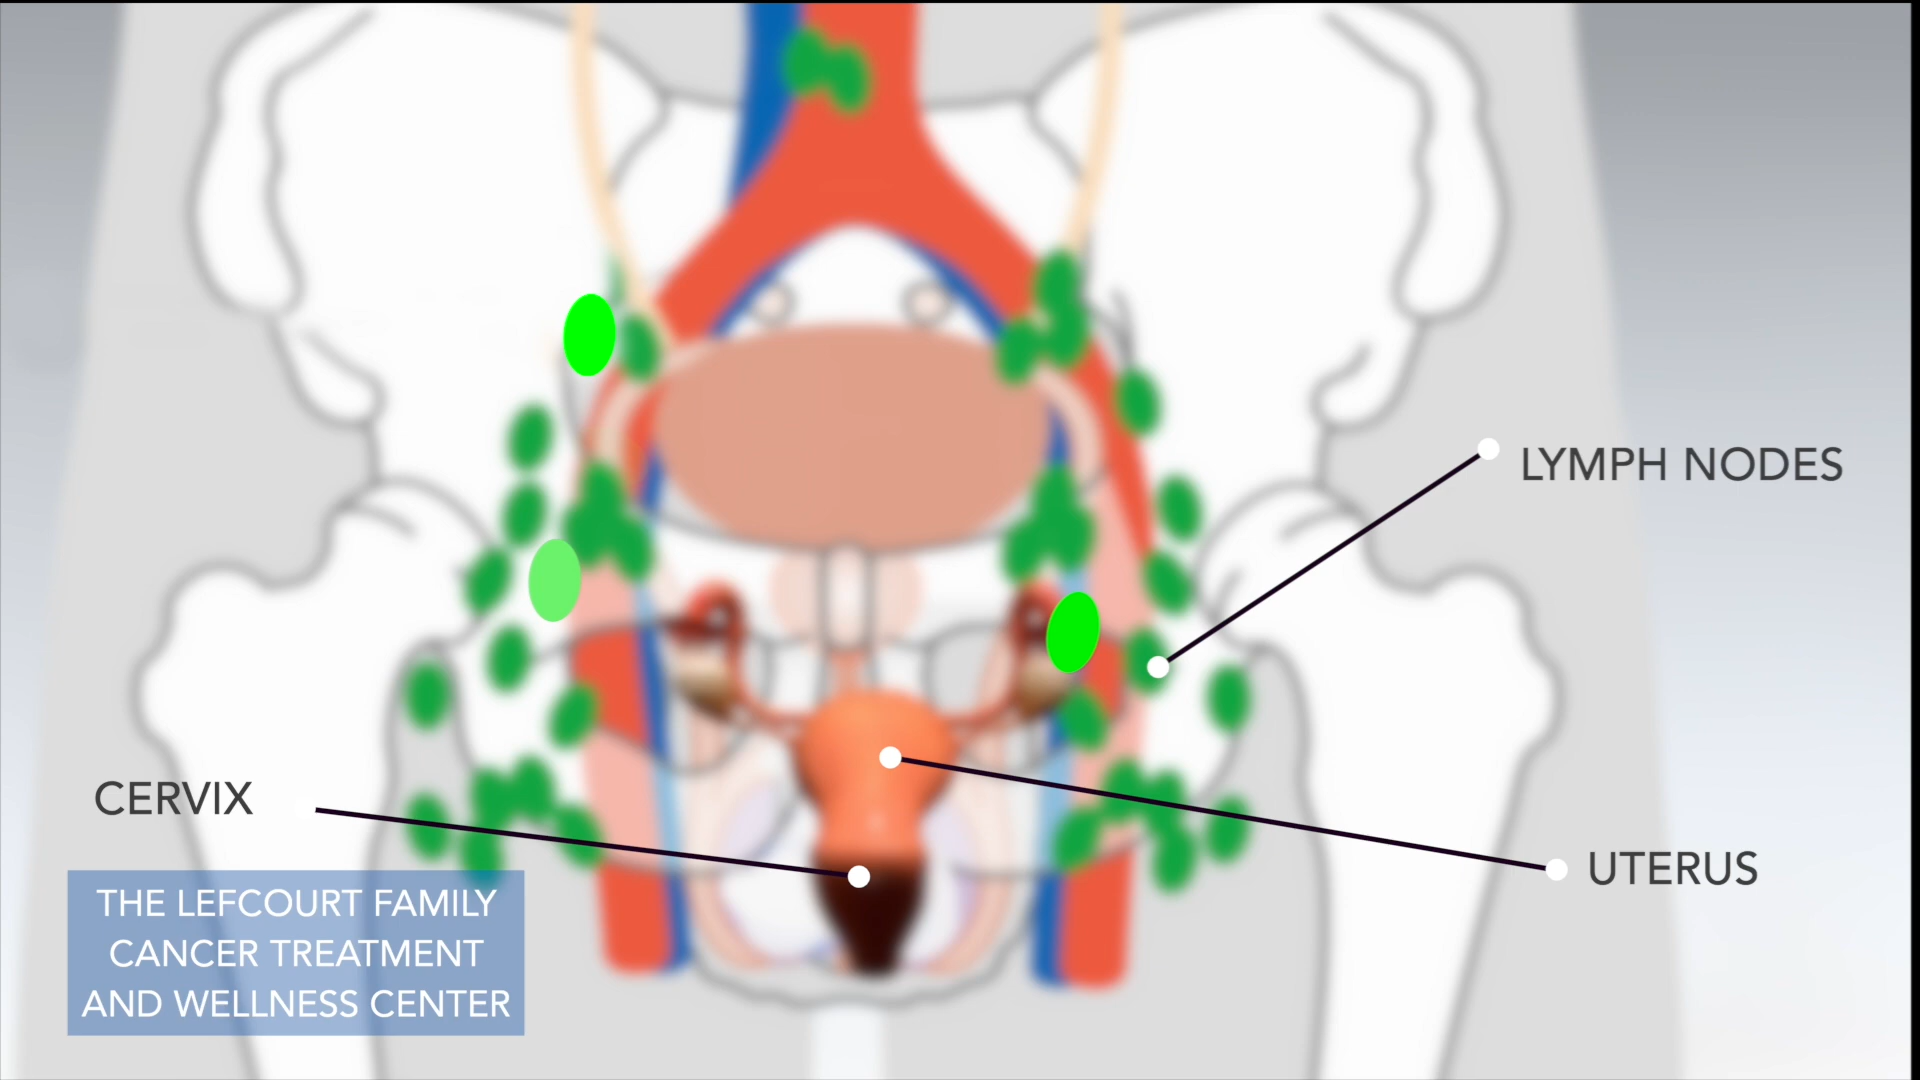 LYMPH NODES
CERVIX
UTERUS
THE LEFCOURT FAMILY
CANCER TREATMENT
AND WELLNESS CENTER